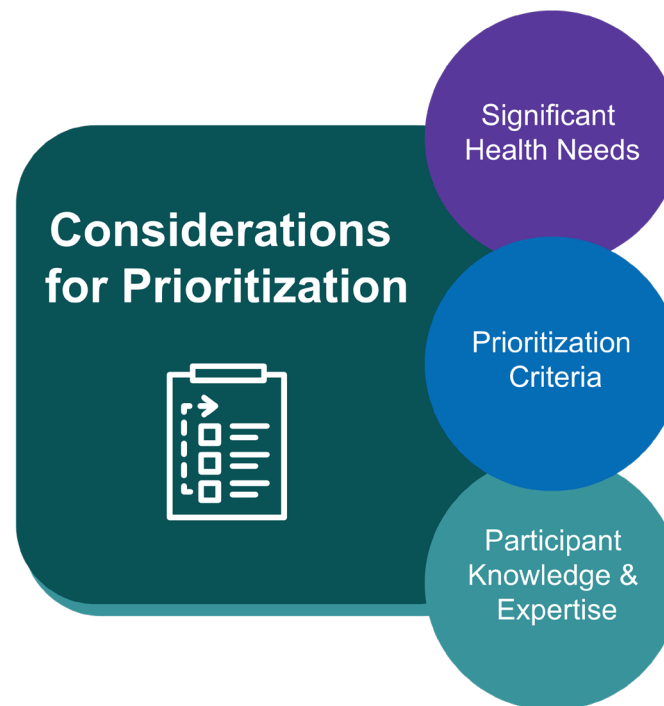 Considerations
for Prioritization
Significant
Health Needs
Prioritization
Criteria
Participant
Knowledge &
Expertise